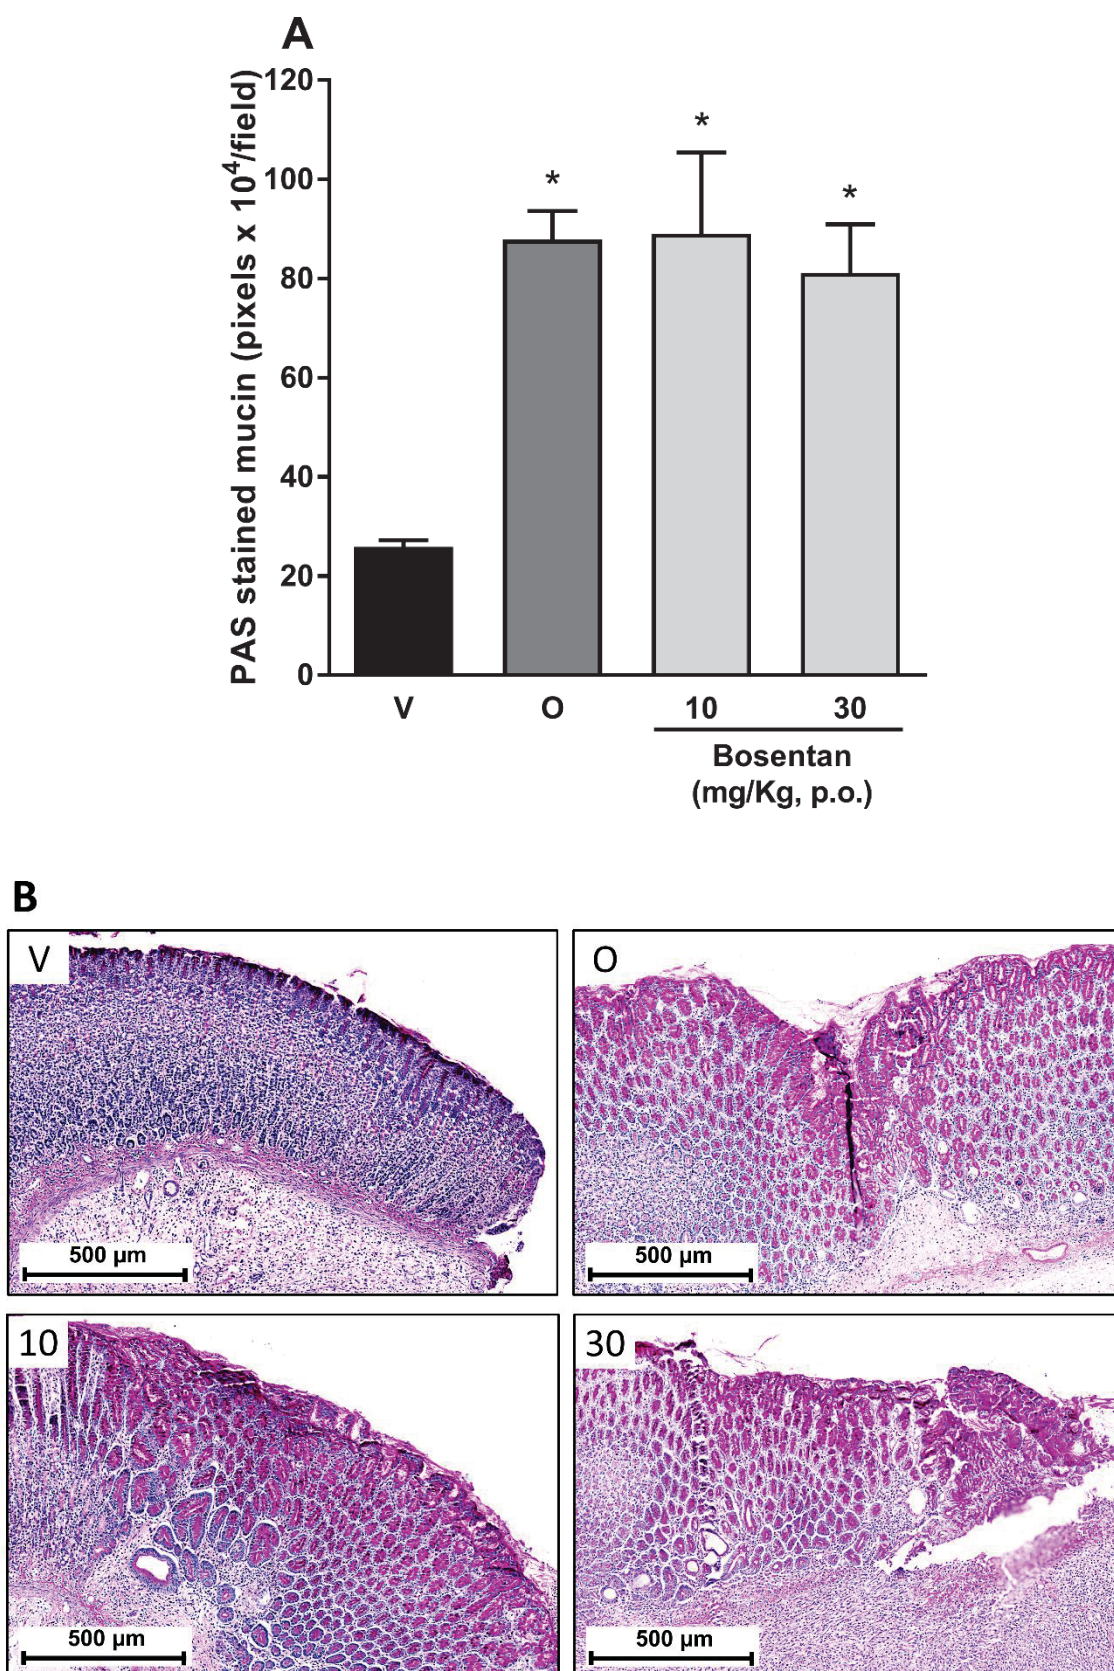 A
PAS stained mucin (pixels x 10⁴/field)
120
100
80
60
40
20
0
*
*
*
V
O
10
30
Bosentan
(mg/Kg, p.o.)
B
V
500 µm
O
500 µm
10
500 µm
30
500 µm